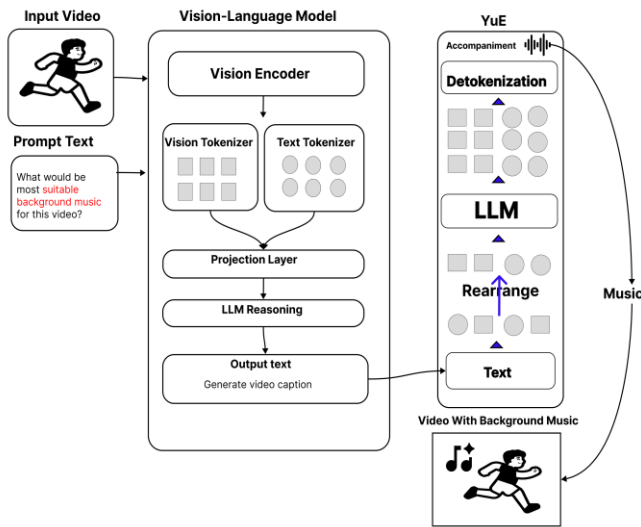 Input Video
Prompt Text
What would be
most suitable
background music
for this video?
Vision-Language Model
Vision Encoder
Vision Tokenizer
Text Tokenizer
Projection Layer
LLM Reasoning
Output text
Generate video caption
YuE
Accompaniment
Detokenization
LLM
Rearrange
Text
Music
Video With Background Music